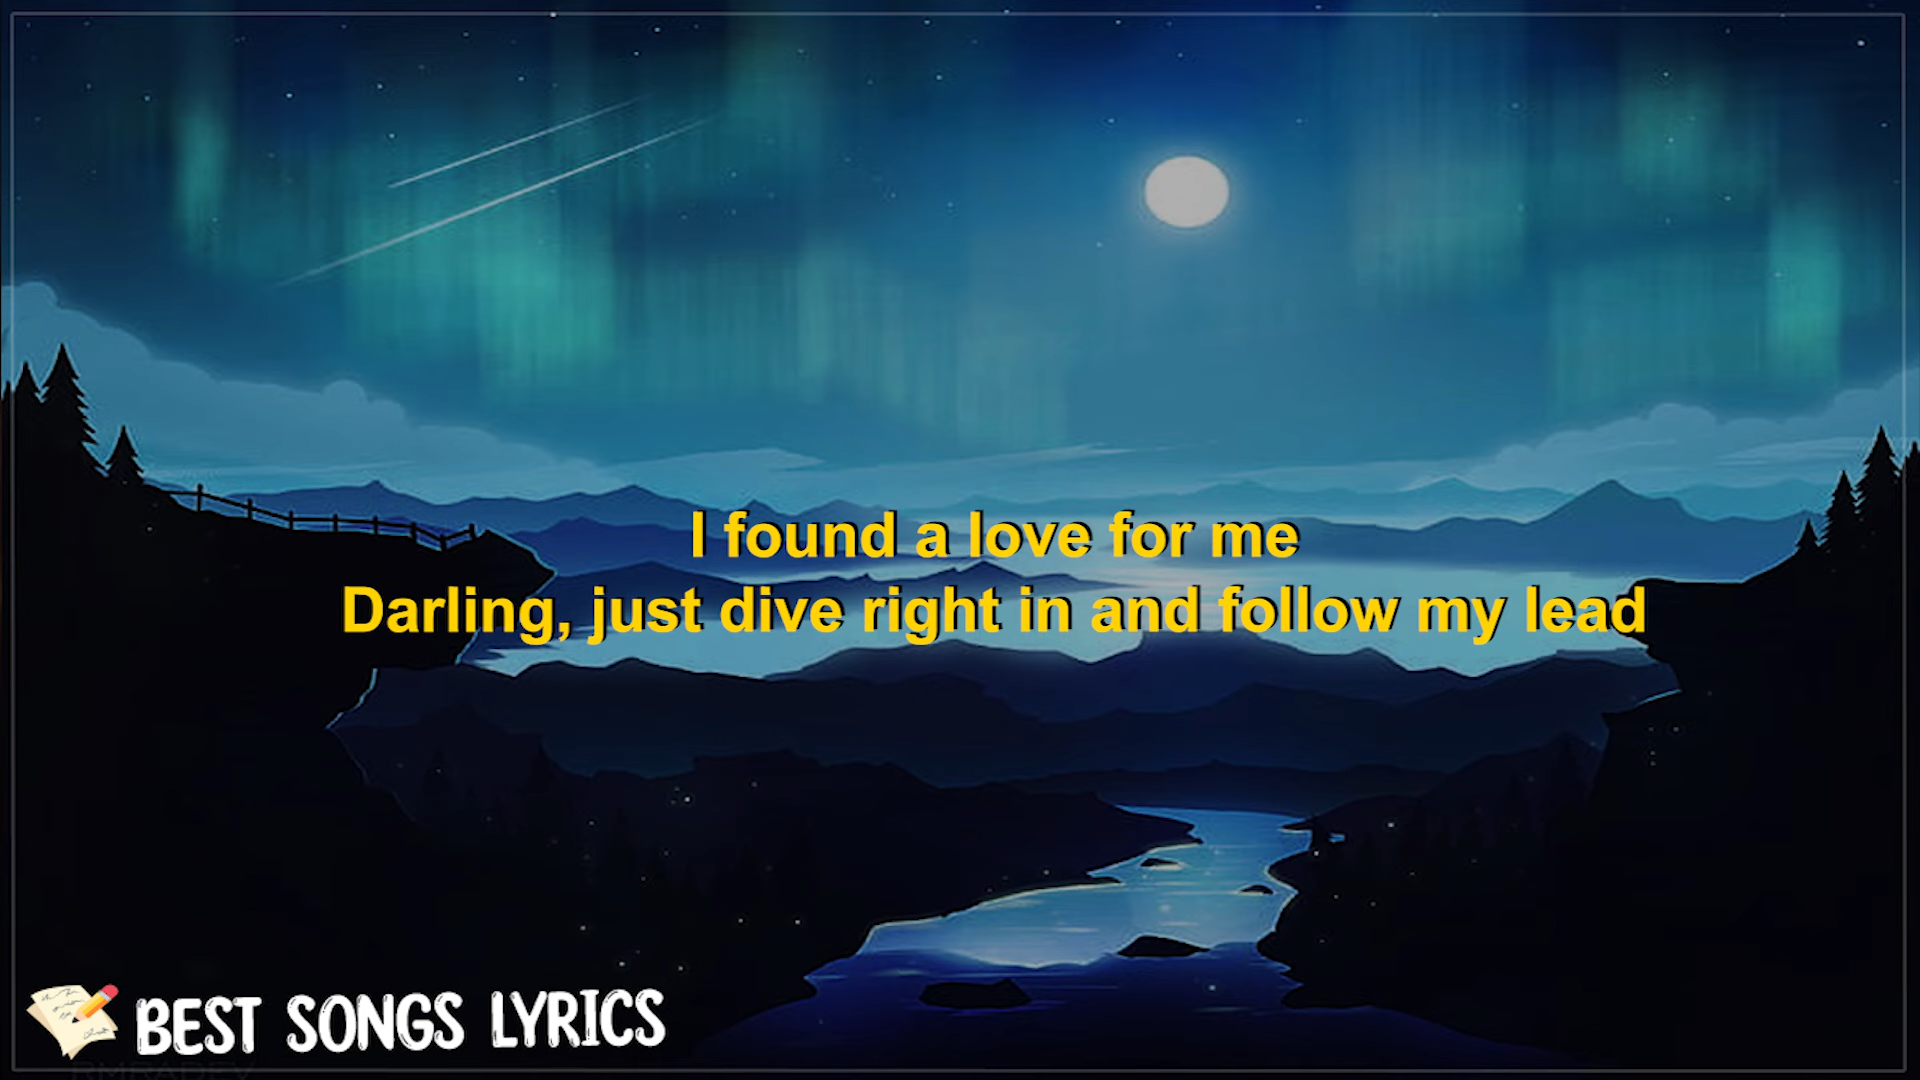 I found a love for me
Darling, just dive right in and follow my lead
BEST SONGS LYRICS